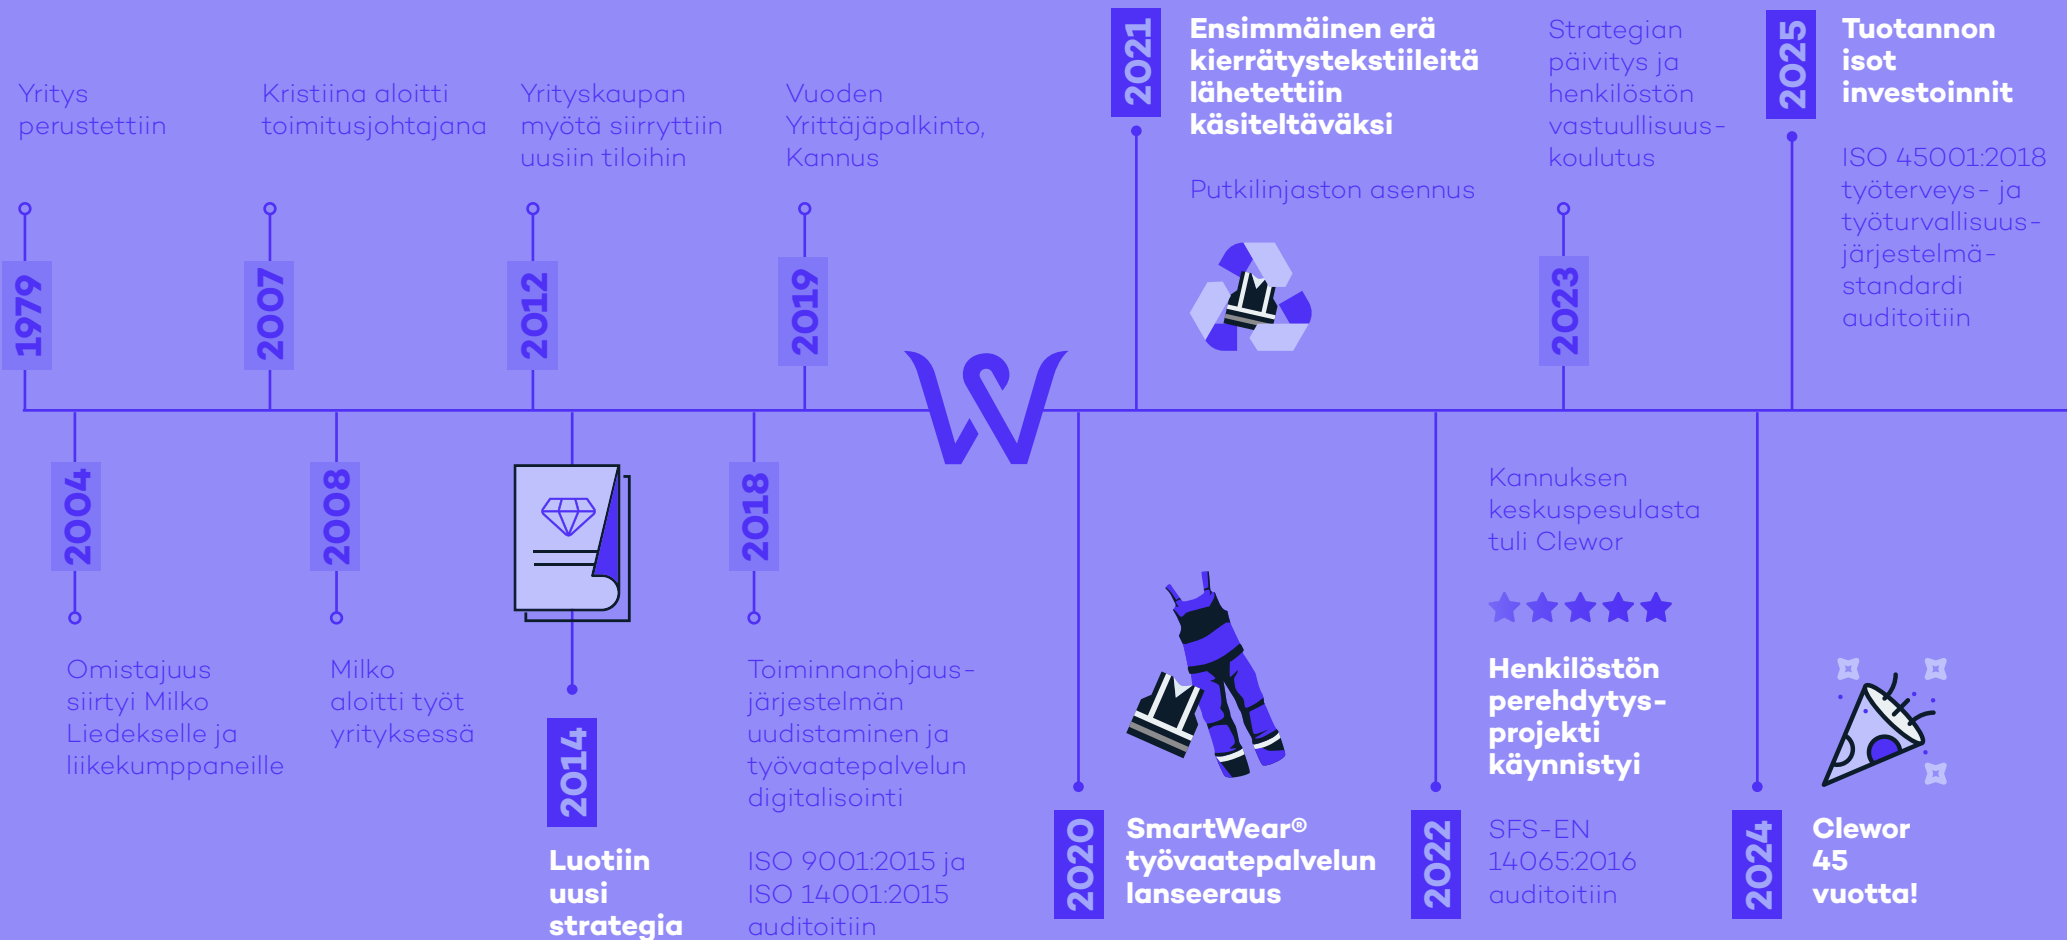 1979
Yritys
perustettiin
2004
Omistajuus
siirtyi Milko
Liedekselle ja
liikekumppaneille
2007
Kristiina aloitti
toimitusjohtajana
2008
Milko
aloitti työt
yrityksessä
2012
Yrityskaupan
myötä siirryttiin
uusiin tiloihin
2014
Luotiin
uusi
strategia
2018
Toiminnanohjaus-
järjestelmän
uudistaminen ja
työvaatepalvelun
digitalisointi
ISO 9001:2015 ja
ISO 14001:2015
auditoitiin
2019
Vuoden
Yrittäjäpalkinto,
Kannus
2020
SmartWear®
työvaatepalvelun
lanseeraus
2021
Ensimmäinen erä
kierrätystekstiileitä
lähetettiin
käsiteltäväksi
Putkilinjaston asennus
2022
Kannuksen
keskuspesulasta
tuli Clewor
Henkilöstön
perehdytys-
projekti
käynnistyi
SFS-EN
14065:2016
auditoitiin
2023
Strategian
päivitys ja
henkilöstön
vastuullisuus-
koulutus
2024
Clewor
45
vuotta!
2025
Tuotannon
isot
investoinnit
ISO 45001:2018
työterveys- ja
työturvallisuus-
järjestelmä-
standardi
auditoitiin